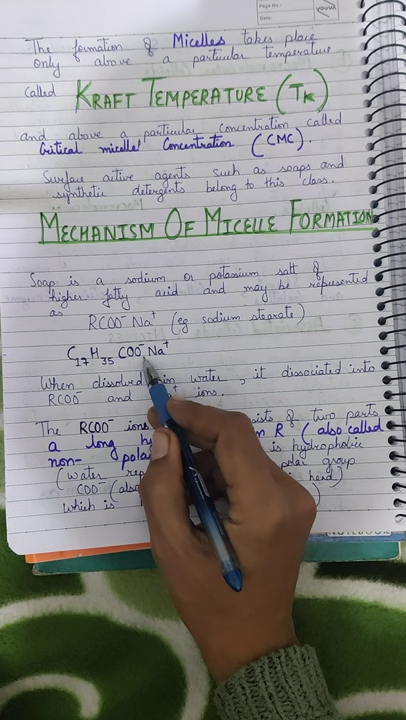 Page No.:
Date:
YOUVA
The formation of Micelles takes place
only above a particular temperature
called KRAFT TEMPERATURE (Tk)
and above a particular concentration called
Critical micelle Concentration (CMC).
Surface active agents such as soaps and
synthetic detergents belong to this class.
MECHANISM OF MICELLE FORMATION
Soap is a sodium or potassium salt of
higher fatty acid and may be represented
as RCOO⁻ Na⁺ (eg sodium stearate)
C₁₇H₃₅COO⁻Na⁺
When dissolved in water, it dissociated into
RCOO⁻ and ions.
The RCOO⁻ ions of two parts
a long R (also called
non- is hydrophobic
(water polar group
COO⁻ (also head)
which is
NOTEBOOK